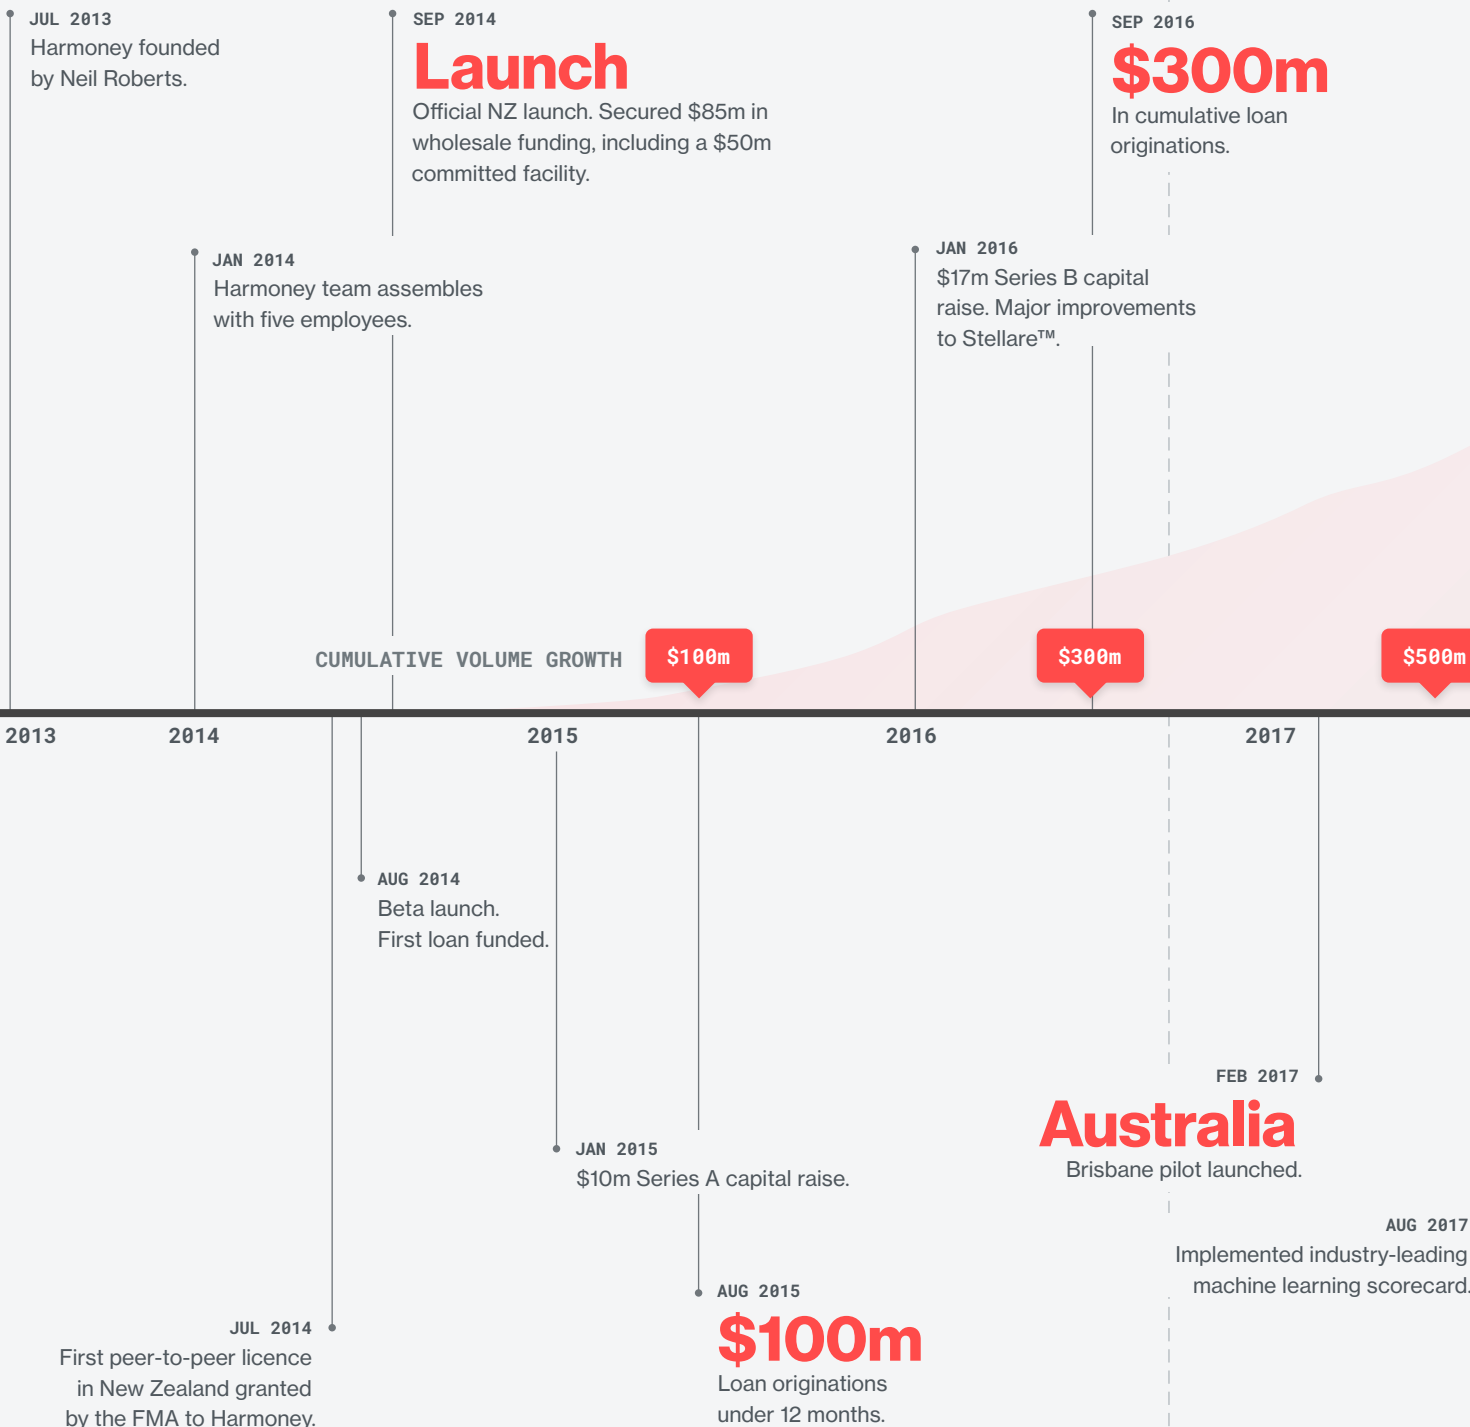 JUL 2013
Harmoney founded
by Neil Roberts.
SEP 2014
Launch
Official NZ launch. Secured $85m in
wholesale funding, including a $50m
committed facility.
SEP 2016
$300m
In cumulative loan
originations.
JAN 2014
Harmoney team assembles
with five employees.
JAN 2016
$17m Series B capital
raise. Major improvements
to Stellare™.
CUMULATIVE VOLUME GROWTH
$100m
$300m
$500m
2013
2014
2015
2016
2017
AUG 2014
Beta launch.
First loan funded.
FEB 2017
Australia
Brisbane pilot launched.
JAN 2015
$10m Series A capital raise.
AUG 2017
Implemented industry-leading
machine learning scorecard.
AUG 2015
$100m
Loan originations
under 12 months.
JUL 2014
First peer-to-peer licence
in New Zealand granted
by the FMA to Harmoney.